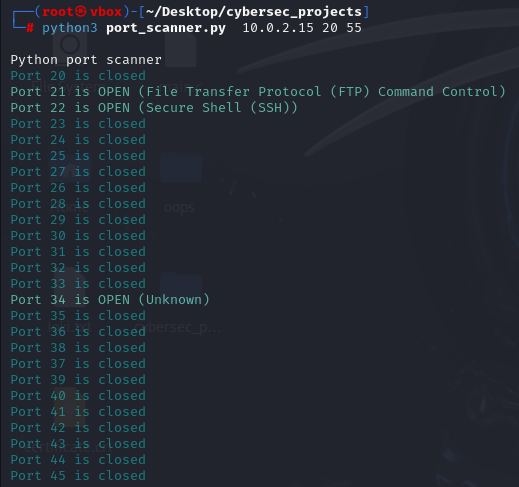 ┌──(root㉿vbox)-[~/Desktop/cybersec_projects]
└─# python3 port_scanner.py  10.0.2.15 20 55
Python port scanner
Port 20 is closed
Port 21 is OPEN (File Transfer Protocol (FTP) Command Control)
Port 22 is OPEN (Secure Shell (SSH))
Port 23 is closed
Port 24 is closed
Port 25 is closed
Port 27 is closed
Port 26 is closed
Port 28 is closed
Port 29 is closed
oops
Port 30 is closed
Port 31 is closed
Port 32 is closed
Port 33 is closed
Port 34 is OPEN (Unknown)
Port 35 is closed
cybersec_p...
Port 36 is closed
Port 38 is closed
Port 37 is closed
Port 39 is closed
Port 40 is closed
Port 41 is closed
Port 42 is closed
Port 43 is closed
Port 44 is closed
Port 45 is closed